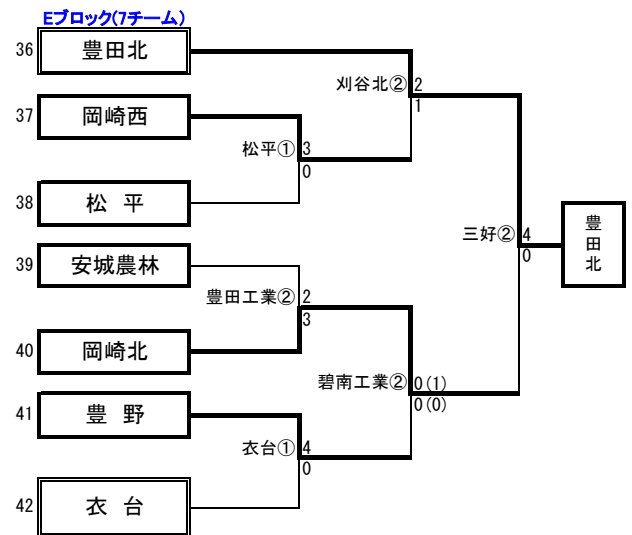 Eブロック(7チーム)
36 豊田北
刈谷北② 2
1
37 岡崎西
松平① 3
0
38 松 平
三好② 4
0
豊田北
39 安城農林
豊田工業② 2
3
40 岡崎北
碧南工業② 0(1)
0(0)
41 豊 野
衣台① 4
0
42 衣 台